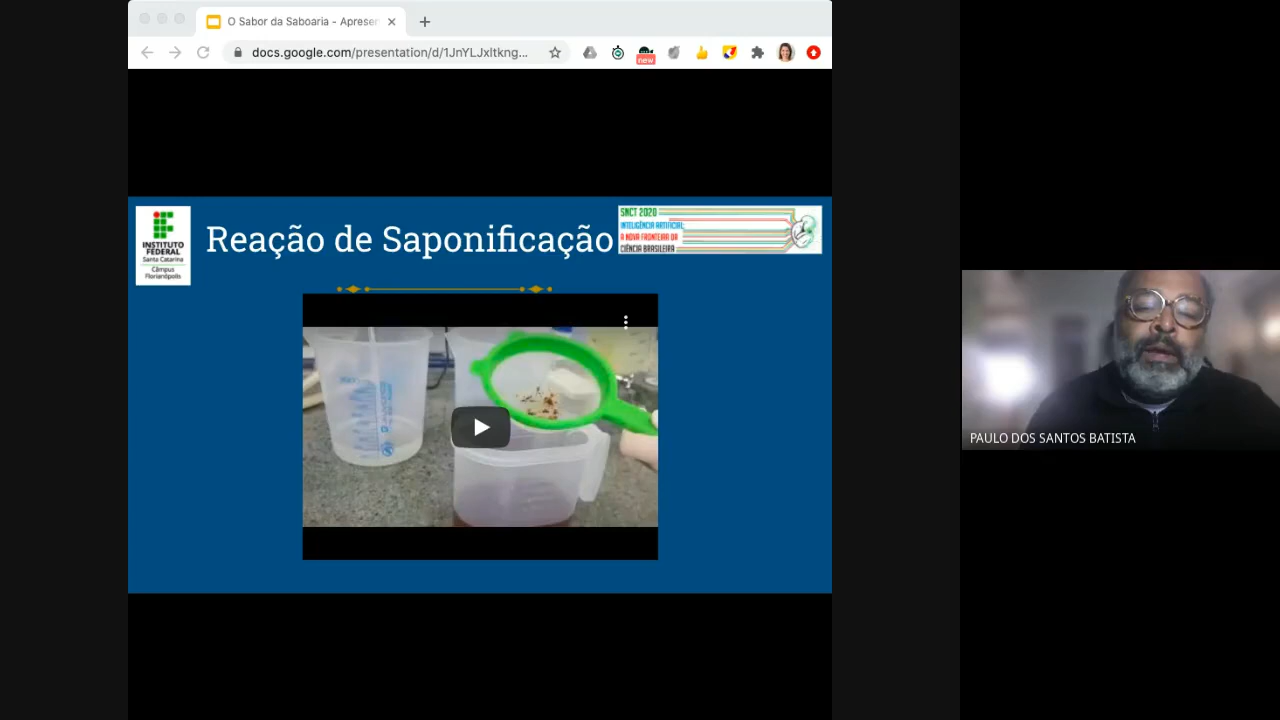 O Sabor da Saboaria - Apresen
docs.google.com/presentation/d/1JnYLJxltkng...
new
INSTITUTO
FEDERAL
Santa Catarina
Câmpus
Florianópolis
Reação de Saponificação
SNCT 2020
INTELIGÊNCIA ARTIFICIAL:
A NOVA FRONTEIRA DA
CIÊNCIA BRASILEIRA
PAULO DOS SANTOS BATISTA